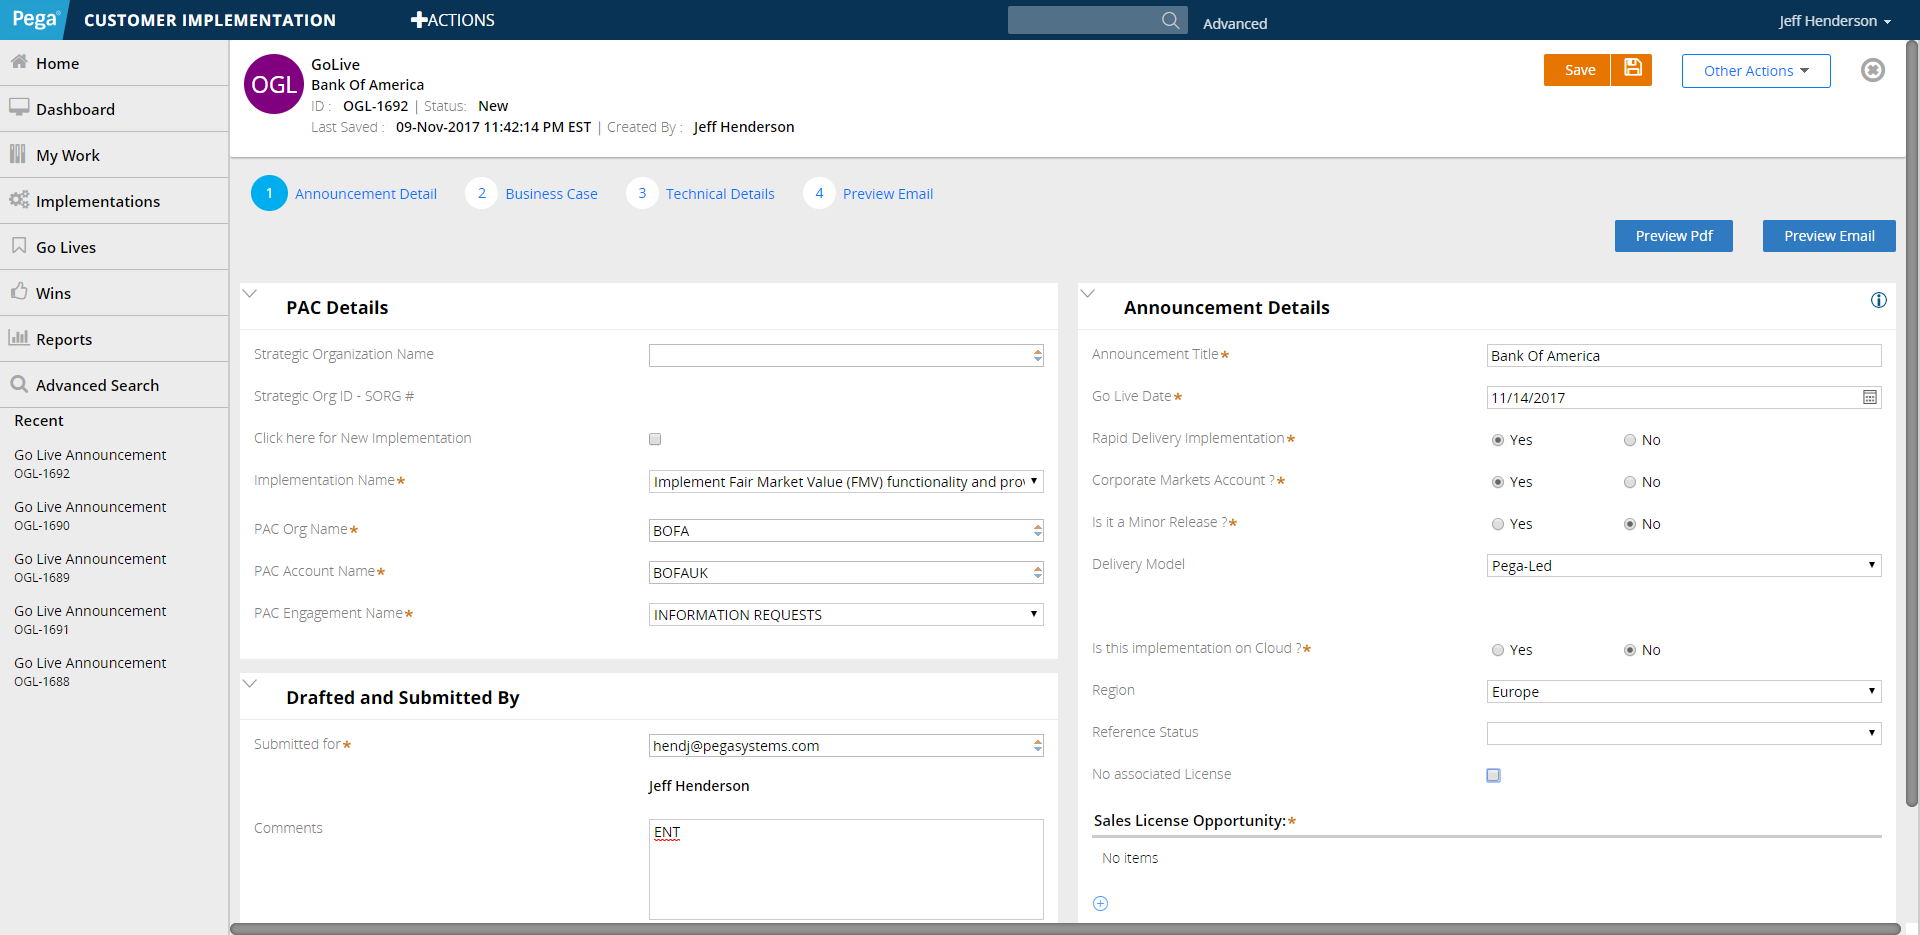 Pega CUSTOMER IMPLEMENTATION +ACTIONS Advanced Jeff Henderson
Home
Dashboard
My Work
Implementations
Go Lives
Wins
Reports
Advanced Search
Recent
Go Live Announcement
OGL-1692
Go Live Announcement
OGL-1690
Go Live Announcement
OGL-1689
Go Live Announcement
OGL-1691
Go Live Announcement
OGL-1688
OGL
GoLive
Bank Of America
ID : OGL-1692 | Status: New
Last Saved : 09-Nov-2017 11:42:14 PM EST | Created By : Jeff Henderson
Save Other Actions
1 Announcement Detail 2 Business Case 3 Technical Details 4 Preview Email
Preview Pdf Preview Email
PAC Details
Strategic Organization Name
Strategic Org ID - SORG #
Click here for New Implementation
Implementation Name* Implement Fair Market Value (FMV) functionality and prov
PAC Org Name* BOFA
PAC Account Name* BOFAUK
PAC Engagement Name* INFORMATION REQUESTS
Drafted and Submitted By
Submitted for* hendj@pegasystems.com
Jeff Henderson
Comments ENT
Announcement Details
Announcement Title* Bank Of America
Go Live Date* 11/14/2017
Rapid Delivery Implementation* Yes No
Corporate Markets Account ?* Yes No
Is it a Minor Release ?* Yes No
Delivery Model Pega-Led
Is this implementation on Cloud ?* Yes No
Region Europe
Reference Status
No associated License
Sales License Opportunity:*
No items